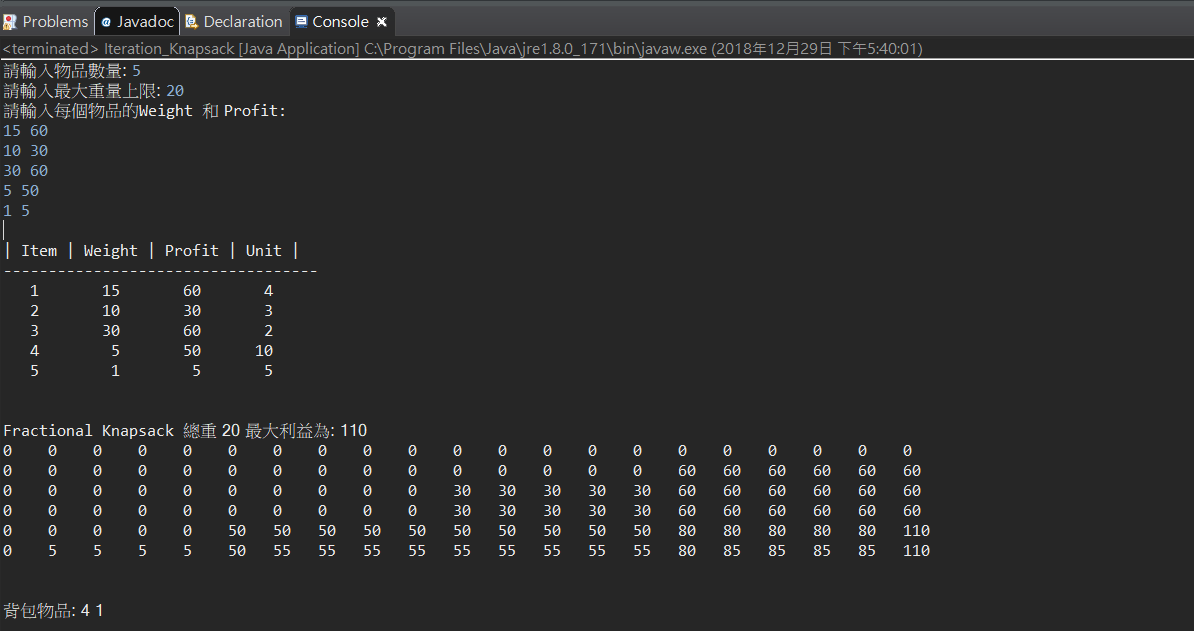 Problems @ Javadoc Declaration Console
<terminated> Iteration_Knapsack [Java Application] C:\Program Files\Java\jre1.8.0_171\bin\javaw.exe (2018年12月29日 下午5:40:01)
請輸入物品數量: 5
請輸入最大重量上限: 20
請輸入每個物品的Weight 和 Profit:
15 60
10 30
30 60
5 50
1 5
| Item | Weight | Profit | Unit |
-----------------------------------
1 15 60 4
2 10 30 3
3 30 60 2
4 5 50 10
5 1 5 5
Fractional Knapsack 總重 20 最大利益為: 110
0 0 0 0 0 0 0 0 0 0 0 0 0 0 0 0 0 0 0 0 0
0 0 0 0 0 0 0 0 0 0 0 0 0 0 0 60 60 60 60 60 60
0 0 0 0 0 0 0 0 0 0 30 30 30 30 30 60 60 60 60 60 60
0 0 0 0 0 0 0 0 0 0 30 30 30 30 30 60 60 60 60 60 60
0 0 0 0 0 50 50 50 50 50 50 50 50 50 50 80 80 80 80 80 110
0 5 5 5 5 50 55 55 55 55 55 55 55 55 55 80 85 85 85 85 110
背包物品: 4 1